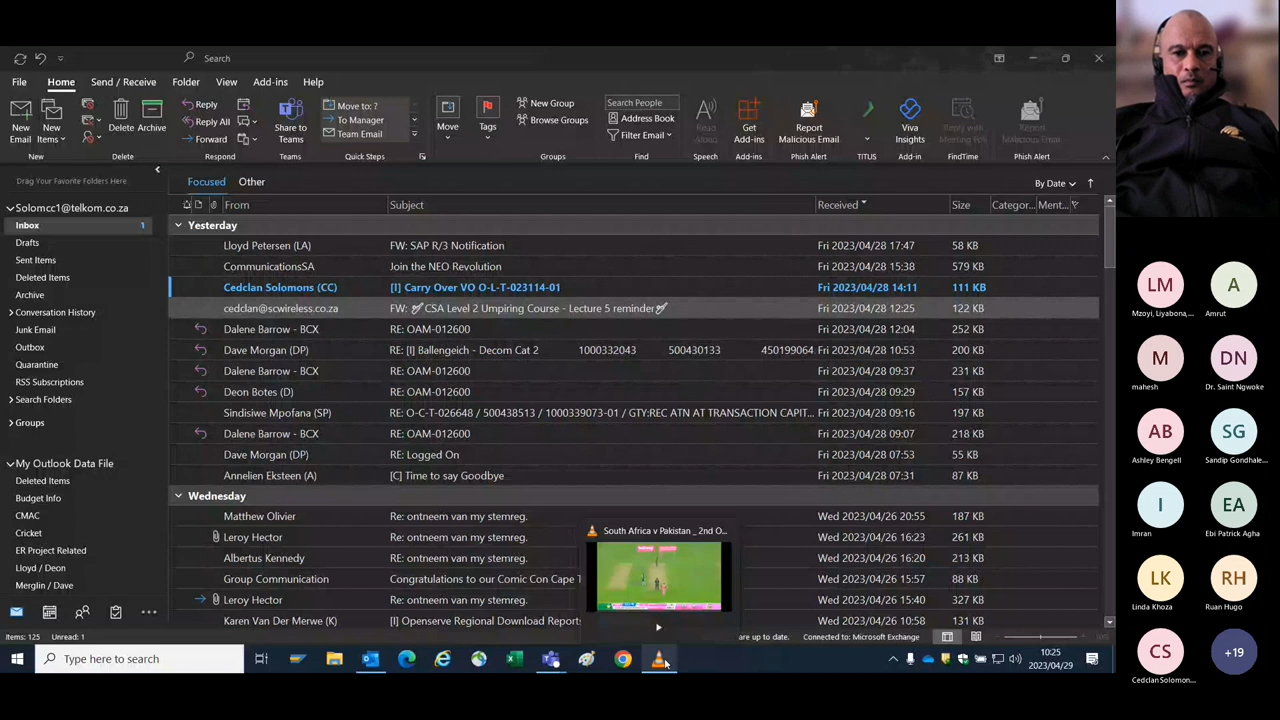 Search
File Home Send / Receive Folder View Add-ins Help
New Email
New Items
New
Delete
Archive
Delete
Reply
Reply All
Forward
Respond
Share to Teams
Teams
Move to: ?
To Manager
Team Email
Quick Steps
Move
Tags
New Group
Browse Groups
Groups
Search People
Address Book
Filter Email
Find
Read Aloud
Speech
Get Add-ins
Add-ins
Report Malicious Email
Phish Alert
TITUS
Viva Insights
Add-in
FindTime
Report Malicious Email
Phish Alert
Drag Your Favorite Folders Here
Solomcc1@telkom.co.za
Inbox 1
Drafts
Sent Items
Deleted Items
Archive
Conversation History
Junk Email
Outbox
Quarantine
RSS Subscriptions
Search Folders
Groups
My Outlook Data File
Deleted Items
Budget Info
CMAC
Cricket
ER Project Related
Lloyd / Deon
Merglin / Dave
Focused Other By Date
From Subject Received Size Categor... Ment...
Yesterday
Lloyd Petersen (LA) FW: SAP R/3 Notification Fri 2023/04/28 17:47 58 KB
CommunicationsSA Join the NEO Revolution Fri 2023/04/28 15:38 579 KB
Cedclan Solomons (CC) [I] Carry Over VO O-L-T-023114-01 Fri 2023/04/28 14:11 111 KB
cedclan@scwireless.co.za FW: CSA Level 2 Umpiring Course - Lecture 5 reminder Fri 2023/04/28 12:25 122 KB
Dalene Barrow - BCX RE: OAM-012600 Fri 2023/04/28 12:04 252 KB
Dave Morgan (DP) RE: [I] Ballengeich - Decom Cat 2 1000332043 500430133 450199064 Fri 2023/04/28 10:53 200 KB
Dalene Barrow - BCX RE: OAM-012600 Fri 2023/04/28 09:37 231 KB
Deon Botes (D) RE: OAM-012600 Fri 2023/04/28 09:29 157 KB
Sindisiwe Mpofana (SP) RE: O-C-T-026648 / 500438513 / 1000339073-01 / GTY:REC ATN AT TRANSACTION CAPIT... Fri 2023/04/28 09:16 197 KB
Dalene Barrow - BCX RE: OAM-012600 Fri 2023/04/28 09:07 218 KB
Dave Morgan (DP) RE: Logged On Fri 2023/04/28 07:53 55 KB
Annelien Eksteen (A) [C] Time to say Goodbye Fri 2023/04/28 07:31 87 KB
Wednesday
Matthew Olivier Re: ontneem van my stemreg. Wed 2023/04/26 20:55 187 KB
Leroy Hector Re: ontneem van my stemreg. Wed 2023/04/26 16:23 261 KB
Albertus Kennedy RE: ontneem van my stemreg. Wed 2023/04/26 16:20 213 KB
Group Communication Congratulations to our Comic Con Cape T Wed 2023/04/26 15:57 88 KB
Leroy Hector Re: ontneem van my stemreg. Wed 2023/04/26 15:40 327 KB
Karen Van Der Merwe (K) [I] Openserve Regional Download Report Wed 2023/04/26 10:58 131 KB
South Africa v Pakistan _ 2nd O...
Items: 125 Unread: 1 are up to date. Connected to: Microsoft Exchange
Type here to search
10:25
2023/04/29
LM A
Mzoyi, Liyabona,... Amrut
M DN
mahesh Dr. Saint Ngwoke
AB SG
Ashley Bengell Sandip Gondhale...
I EA
Imran Ebi Patrick Agha
LK RH
Linda Khoza Ruan Hugo
CS +19
Cedclan Solomon...